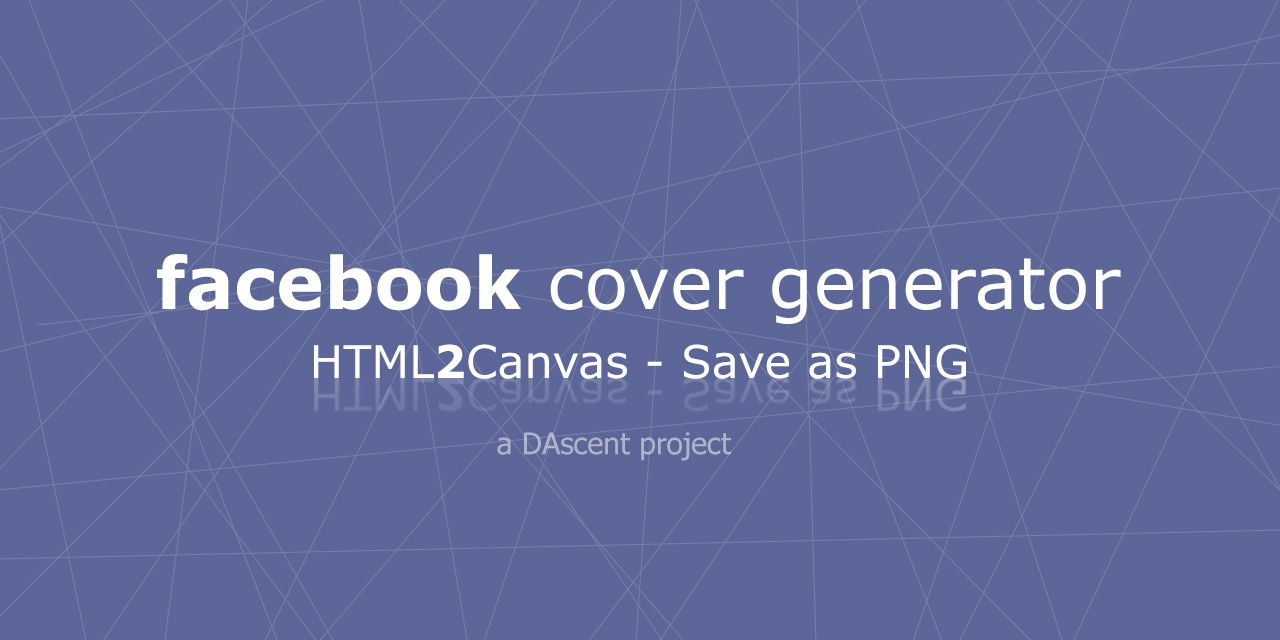 facebook cover generator
HTML2Canvas - Save as PNG
a DAscent project